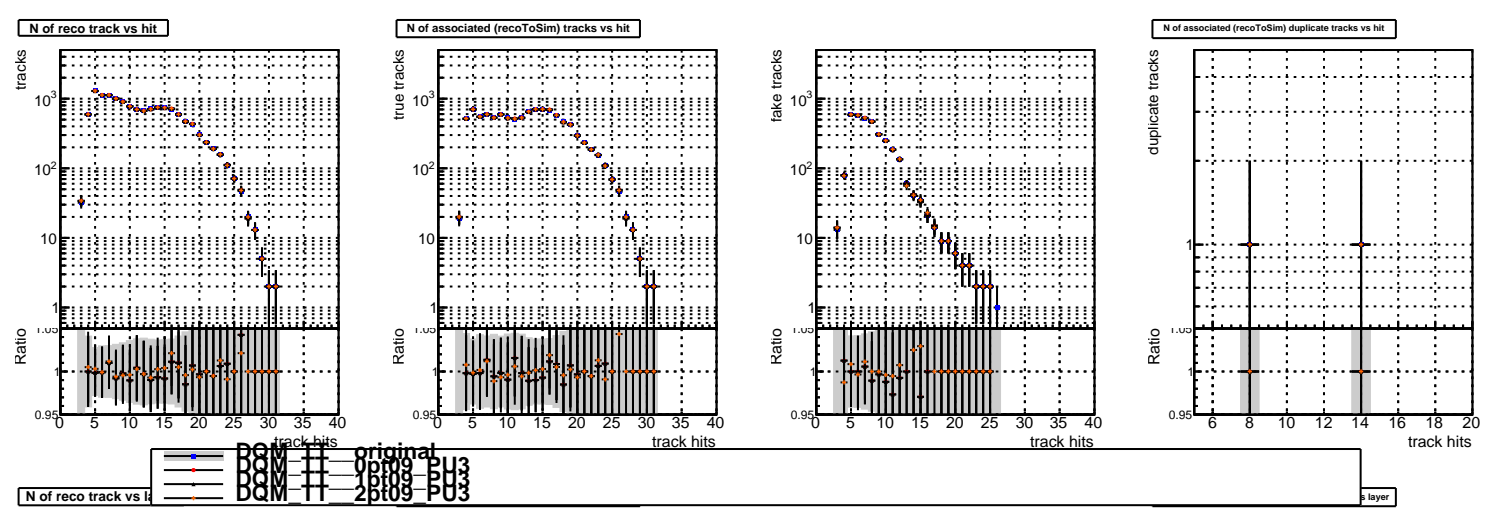 N of reco track vs hit
N of associated (recoToSim) tracks vs hit
N of associated (recoToSim) duplicate tracks vs hit
tracks
10³
10²
10
1
Ratio
1.05
1
0.95
0 5 10 15 20 25 30 35 40
track hits
true tracks
10³
10²
10
1
Ratio
1.05
1
0.95
0 5 10 15 20 25 30 35 40
track hits
fake tracks
10³
10²
10
1
Ratio
1.05
1
0.95
0 5 10 15 20 25 30 35 40
track hits
duplicate tracks
1
Ratio
1.05
1
0.95
6 8 10 12 14 16 18 20
track hits
DQM_TT__original
DQM_TT__0pt09_PU3
DQM_TT__1pt09_PU3
DQM_TT__2pt09_PU3
N of reco track vs la
s layer